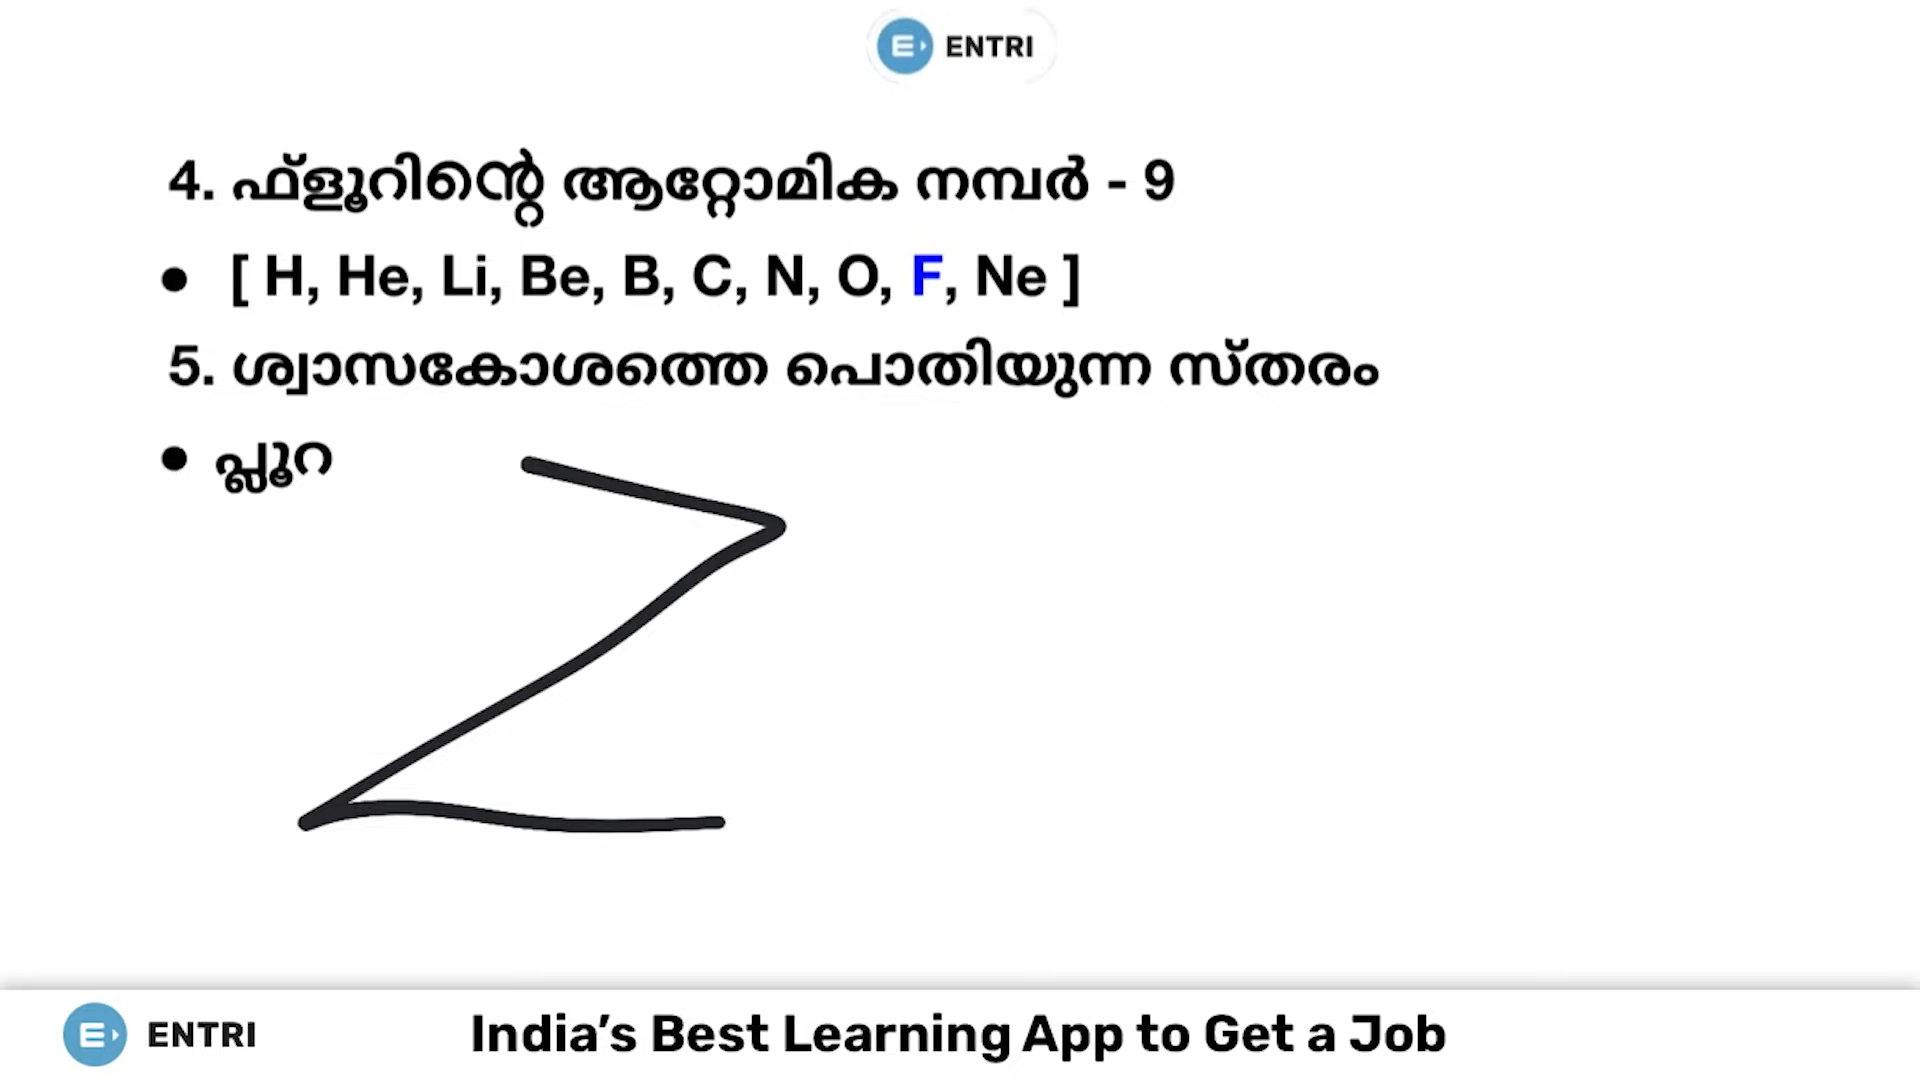 ENTRI
4. ഫ്ളൂറിന്റെ ആറ്റോമിക നമ്പർ - 9
● [ H, He, Li, Be, B, C, N, O, F, Ne ]
5. ശ്വാസകോശത്തെ പൊതിയുന്ന സ്തരം
● പ്ലൂറ
Z
ENTRI India's Best Learning App to Get a Job